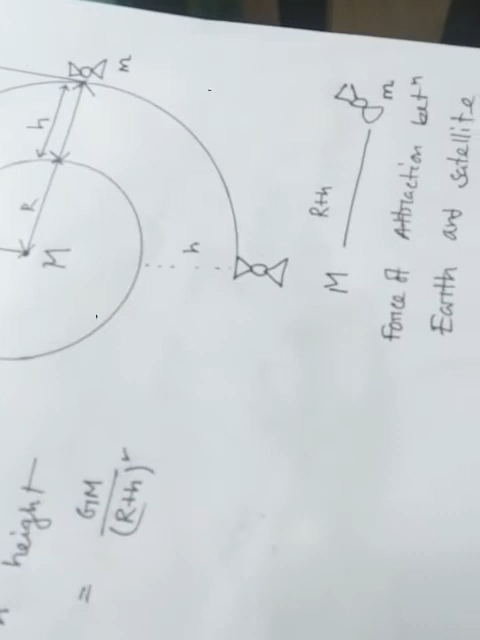 m
h
R
M
h
m
R+h
M
Force of Attraction betⁿ
Earth and satellite
height
= GM
(R+h)²